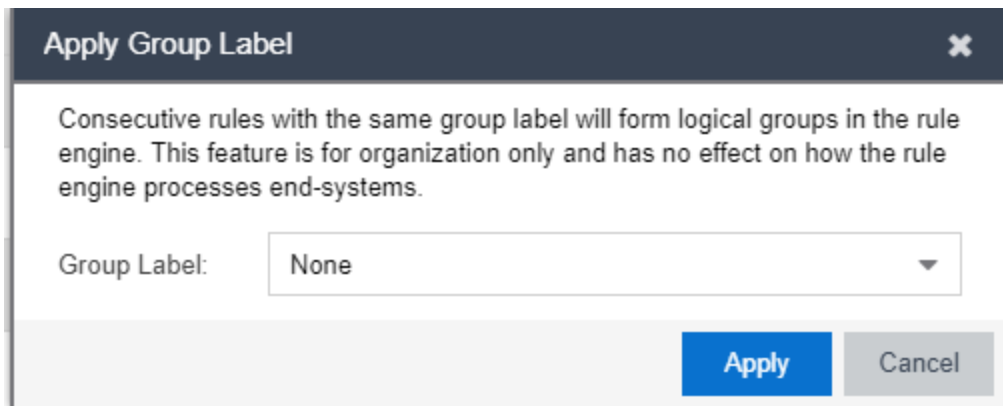 Apply Group Label
Consecutive rules with the same group label will form logical groups in the rule
engine. This feature is for organization only and has no effect on how the rule
engine processes end-systems.
Group Label:
None
Apply
Cancel